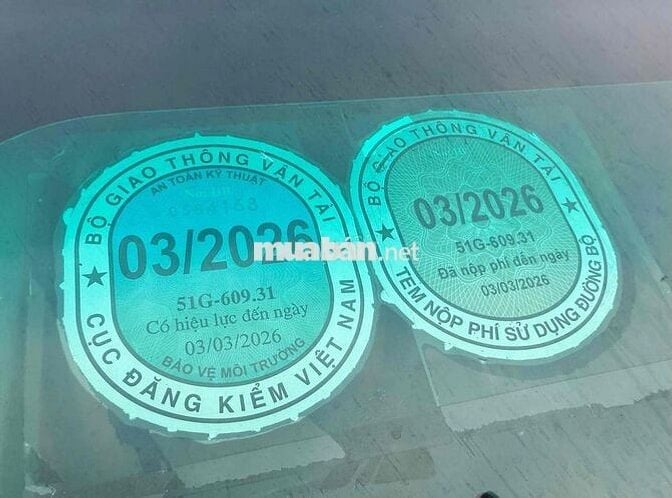 BỘ GIAO THÔNG VẬN TẢI
AN TOÀN KỸ THUẬT
03/2026
51G-609.31
Có hiệu lực đến ngày
03/03/2026
BẢO VỆ MÔI TRƯỜNG
CỤC ĐĂNG KIỂM VIỆT NAM
BỘ GIAO THÔNG VẬN TẢI
03/2026
51G-609.31
Đã nộp phí đến ngày
03/03/2026
TEM NỘP PHÍ SỬ DỤNG ĐƯỜNG BỘ
muaban.net